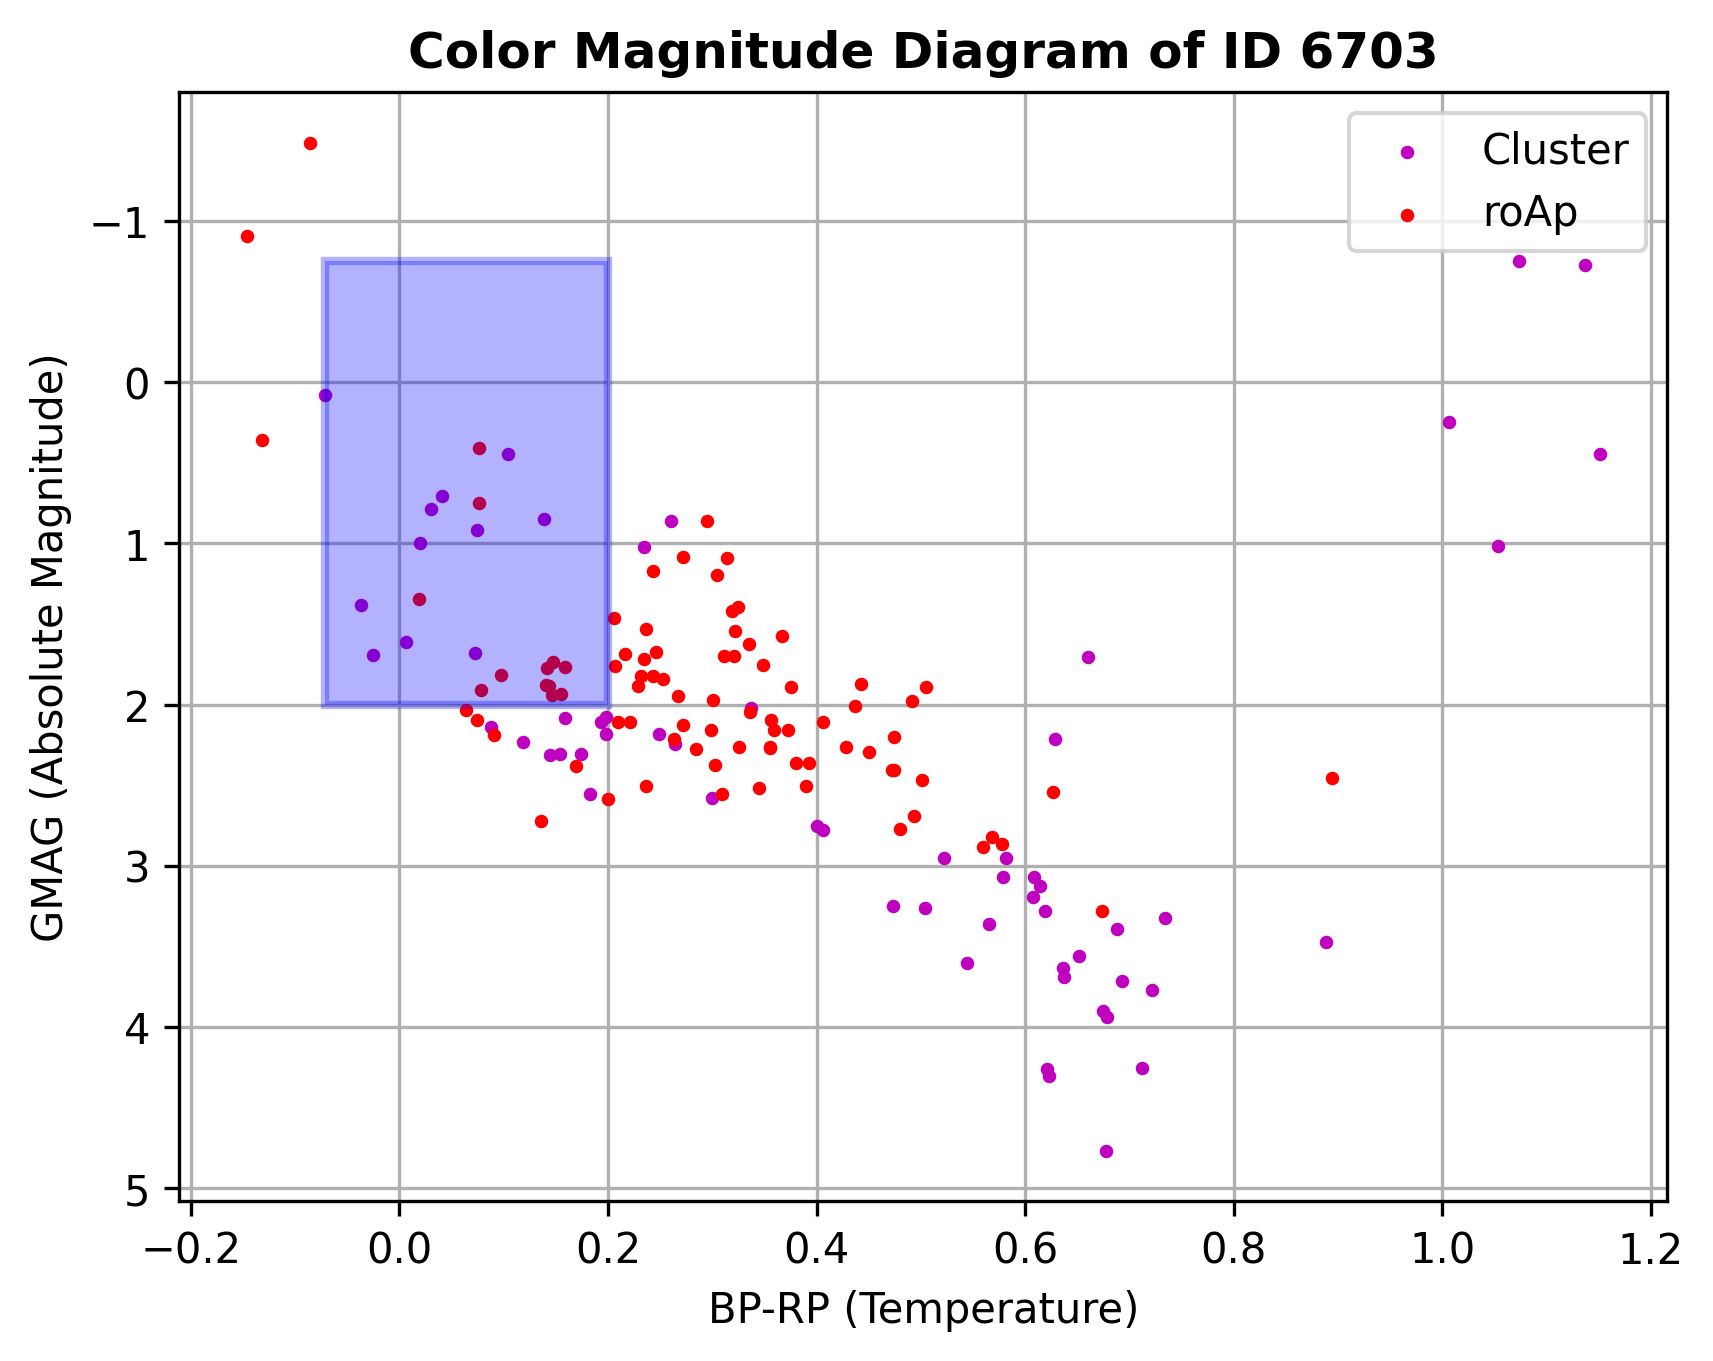 Color Magnitude Diagram of ID 6703
Cluster
roAp
−1
0
1
2
3
4
5
GMAG (Absolute Magnitude)
−0.2 0.0 0.2 0.4 0.6 0.8 1.0 1.2
BP-RP (Temperature)